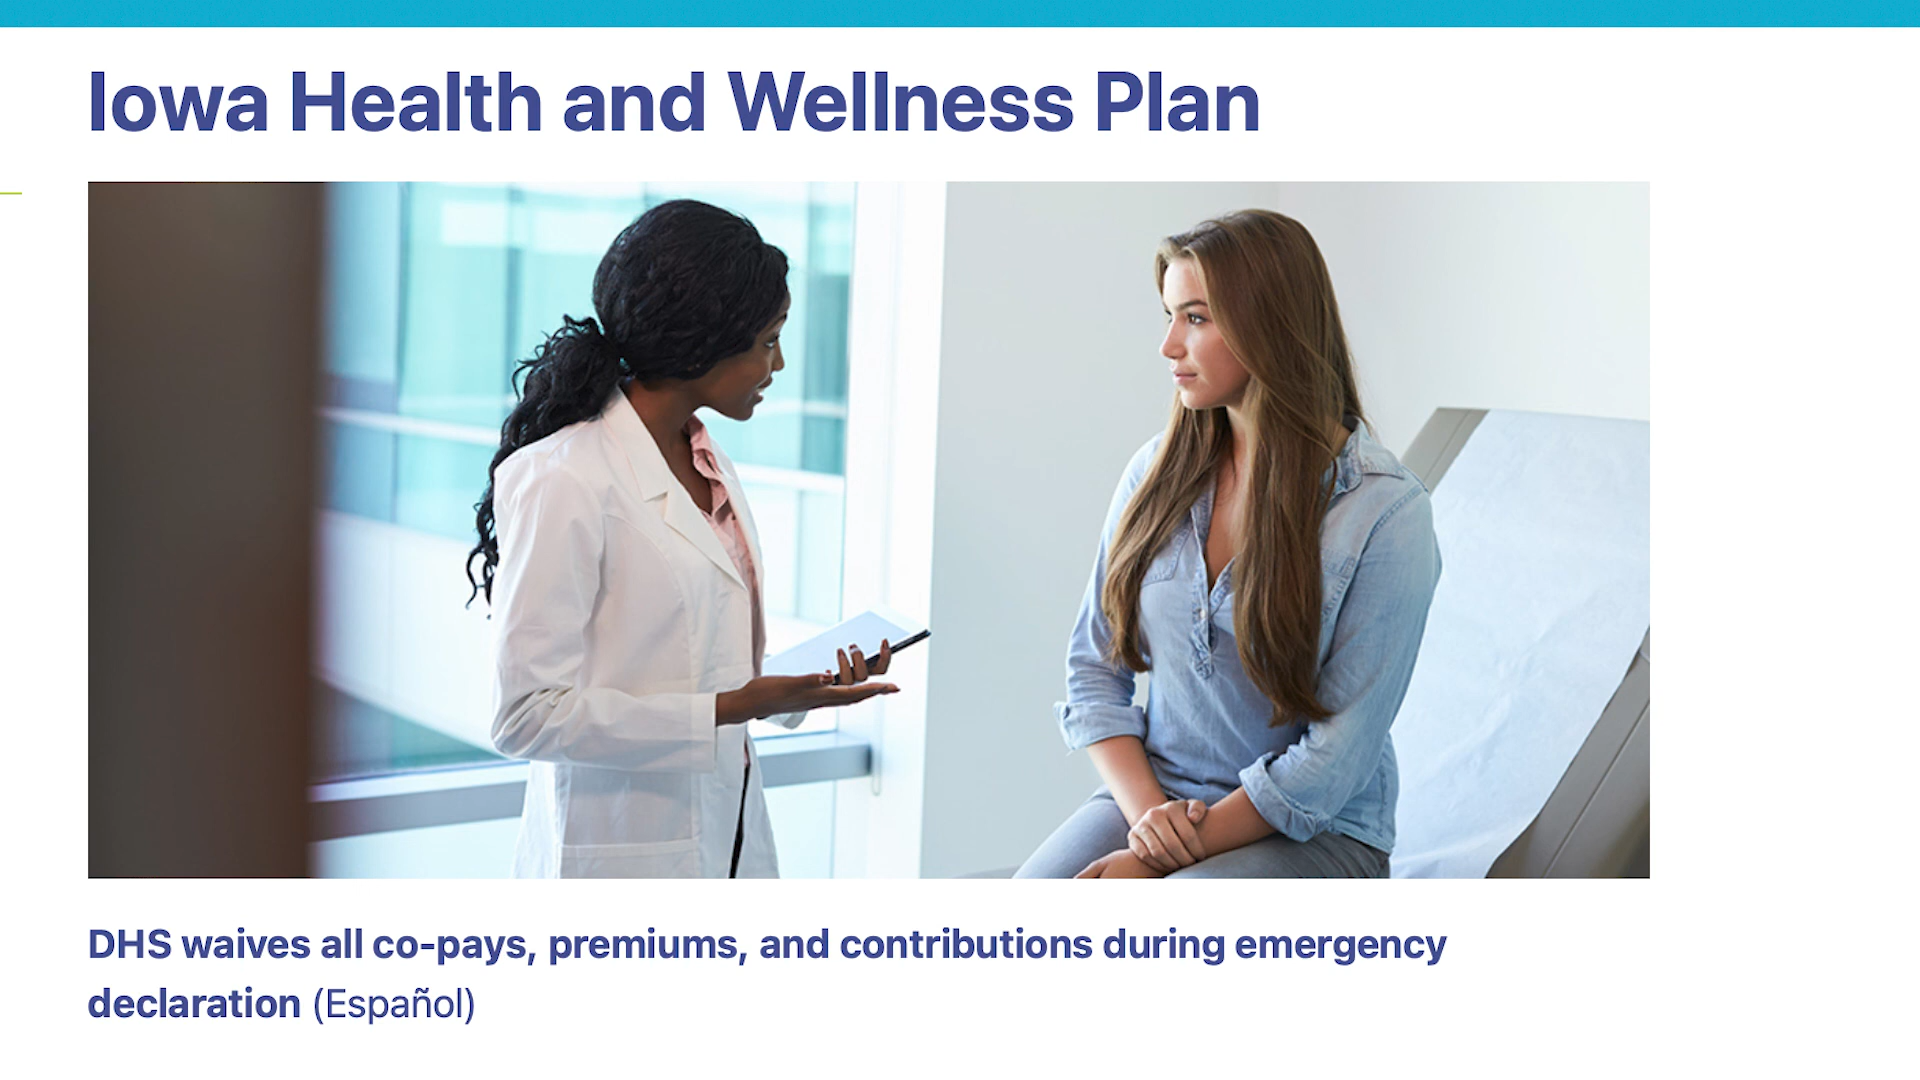 Iowa Health and Wellness Plan
DHS waives all co-pays, premiums, and contributions during emergency
declaration (Español)